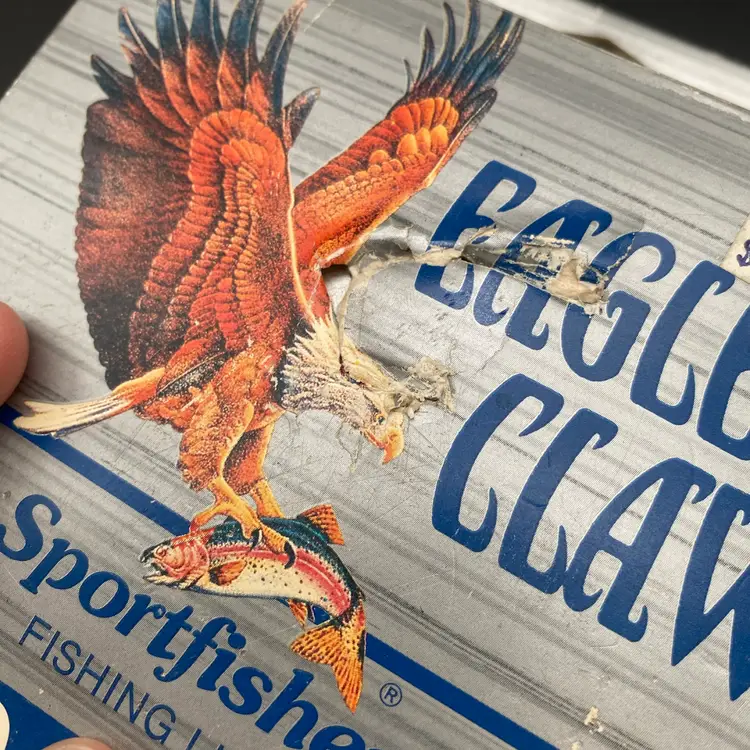 EAGLE
CLAW
Sportfisher
®
FISHING
$